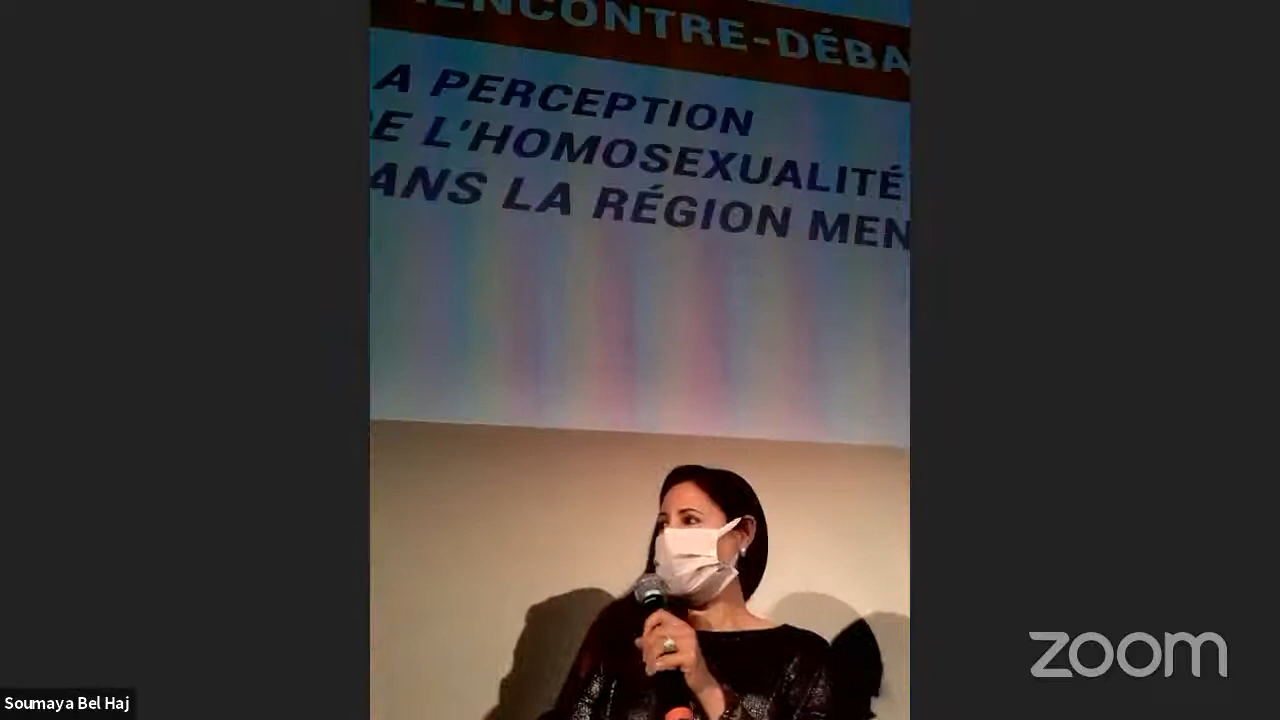 ENCONTRE-DÉBA
A PERCEPTION
E L'HOMOSEXUALITÉ
ANS LA RÉGION MEN
zoom
Soumaya Bel Haj